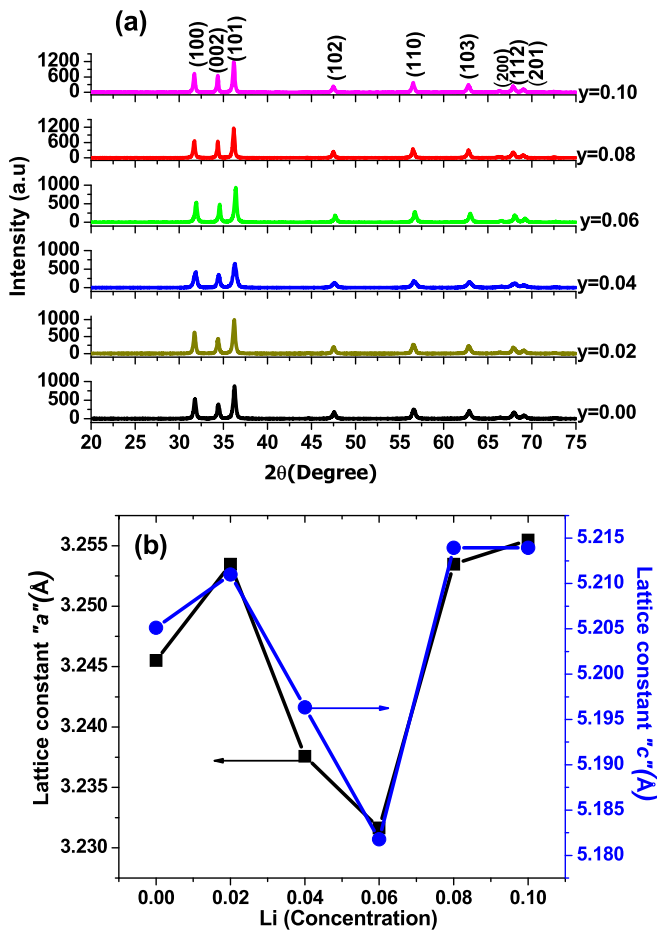 (a)
(100)
(002)
(101)
(102)
(110)
(103)
(200)
(112)
(201)
1200
600
0
y=0.10
1200
600
0
y=0.08
1000
500
0
y=0.06
1000
500
0
y=0.04
1000
500
0
y=0.02
1000
500
0
y=0.00
Intensity (a.u)
20 25 30 35 40 45 50 55 60 65 70 75
2θ(Degree)
(b)
3.255
3.250
3.245
3.240
3.235
3.230
Lattice constant "a"(Å)
5.215
5.210
5.205
5.200
5.195
5.190
5.185
5.180
Lattice constant "c"(Å)
0.00 0.02 0.04 0.06 0.08 0.10
Li (Concentration)